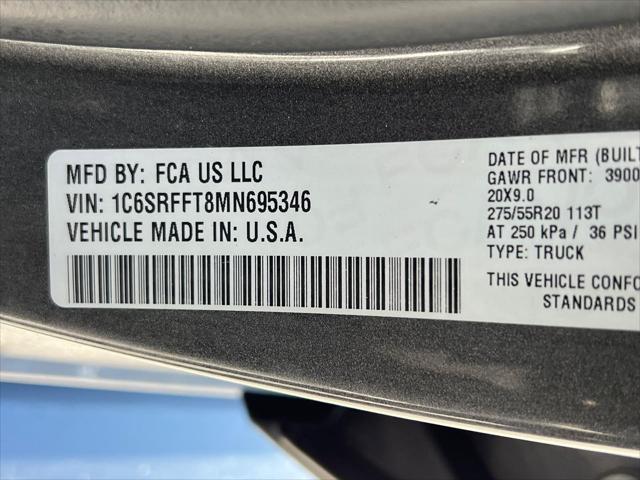 MFD BY: FCA US LLC
VIN: 1C6SRFFT8MN695346
VEHICLE MADE IN: U.S.A.
DATE OF MFR (BUILT
GAWR FRONT: 3900
20X9.0
275/55R20 113T
AT 250 kPa / 36 PSI
TYPE: TRUCK
THIS VEHICLE CONFO
STANDARDS